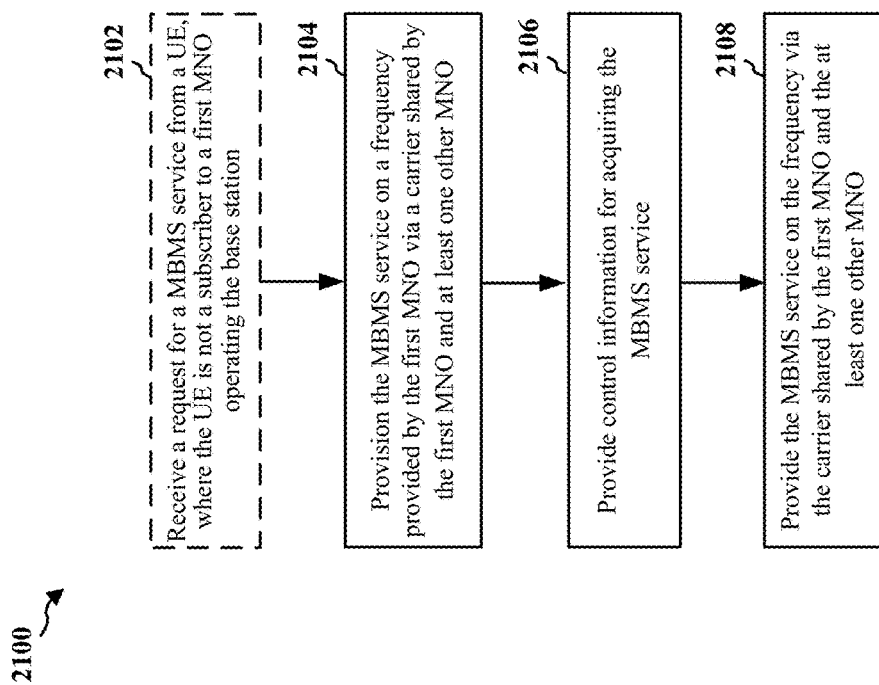 2100
2102
Receive a request for a MBMS service from a UE,
where the UE is not a subscriber to a first MNO
operating the base station
2104
Provision the MBMS service on a frequency
provided by the first MNO via a carrier shared by
the first MNO and at least one other MNO
2106
Provide control information for acquiring the
MBMS service
2108
Provide the MBMS service on the frequency via
the carrier shared by the first MNO and the at
least one other MNO